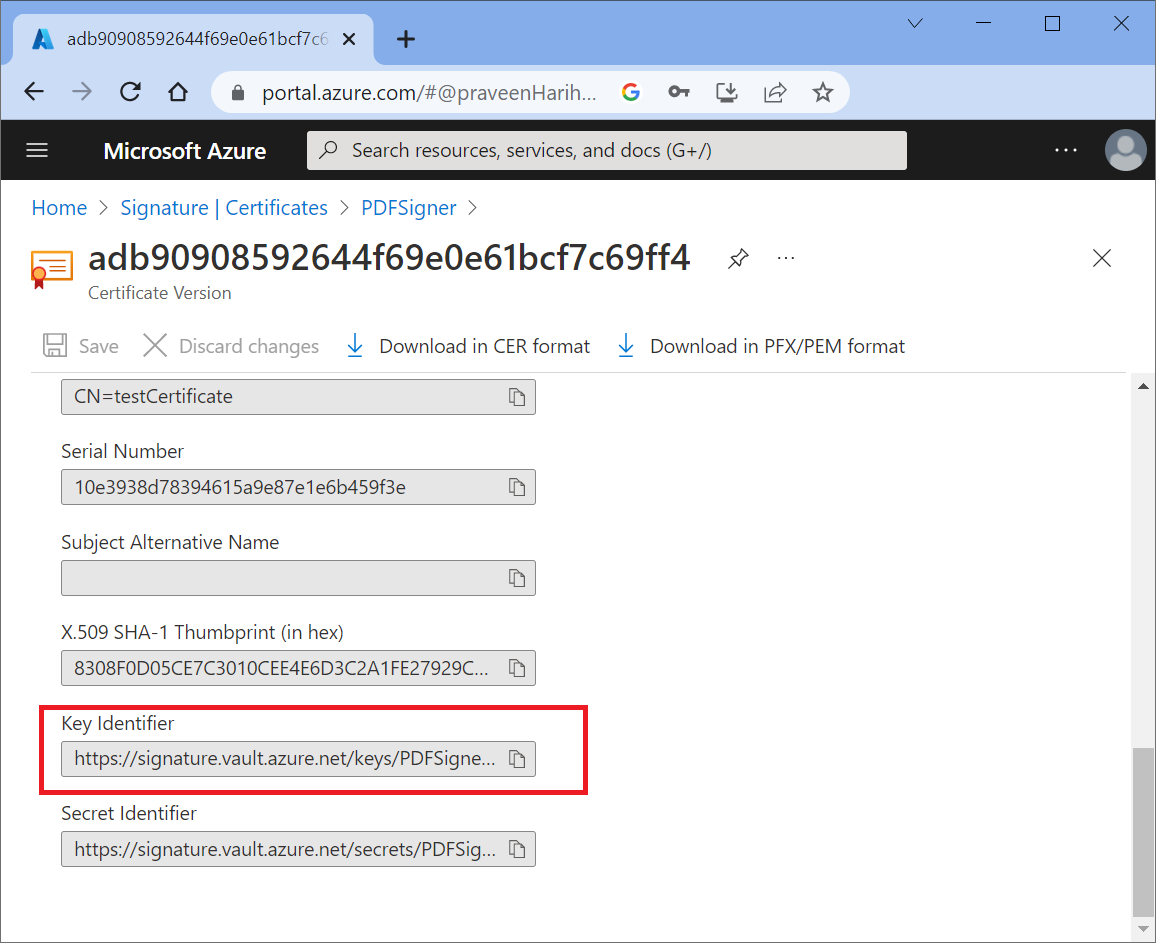 adb90908592644f69e0e61bcf7c6
portal.azure.com/#@praveenHarih...
Microsoft Azure
Search resources, services, and docs (G+/)
Home > Signature | Certificates > PDFSigner >
adb90908592644f69e0e61bcf7c69ff4
Certificate Version
Save Discard changes Download in CER format Download in PFX/PEM format
CN=testCertificate
Serial Number
10e3938d78394615a9e87e1e6b459f3e
Subject Alternative Name
X.509 SHA-1 Thumbprint (in hex)
8308F0D05CE7C3010CEE4E6D3C2A1FE27929C...
Key Identifier
https://signature.vault.azure.net/keys/PDFSigne...
Secret Identifier
https://signature.vault.azure.net/secrets/PDFSig...